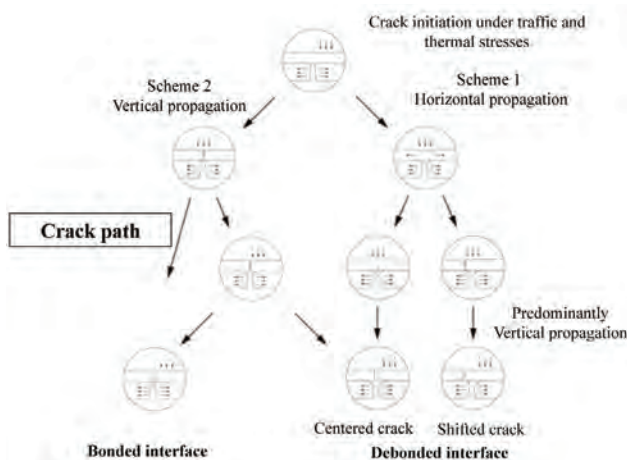 Crack initiation under traffic and
thermal stresses
Scheme 2
Vertical propagation
Scheme 1
Horizontal propagation
Crack path
Predominantly
Vertical propagation
Centered crack
Shifted crack
Bonded interface
Debonded interface